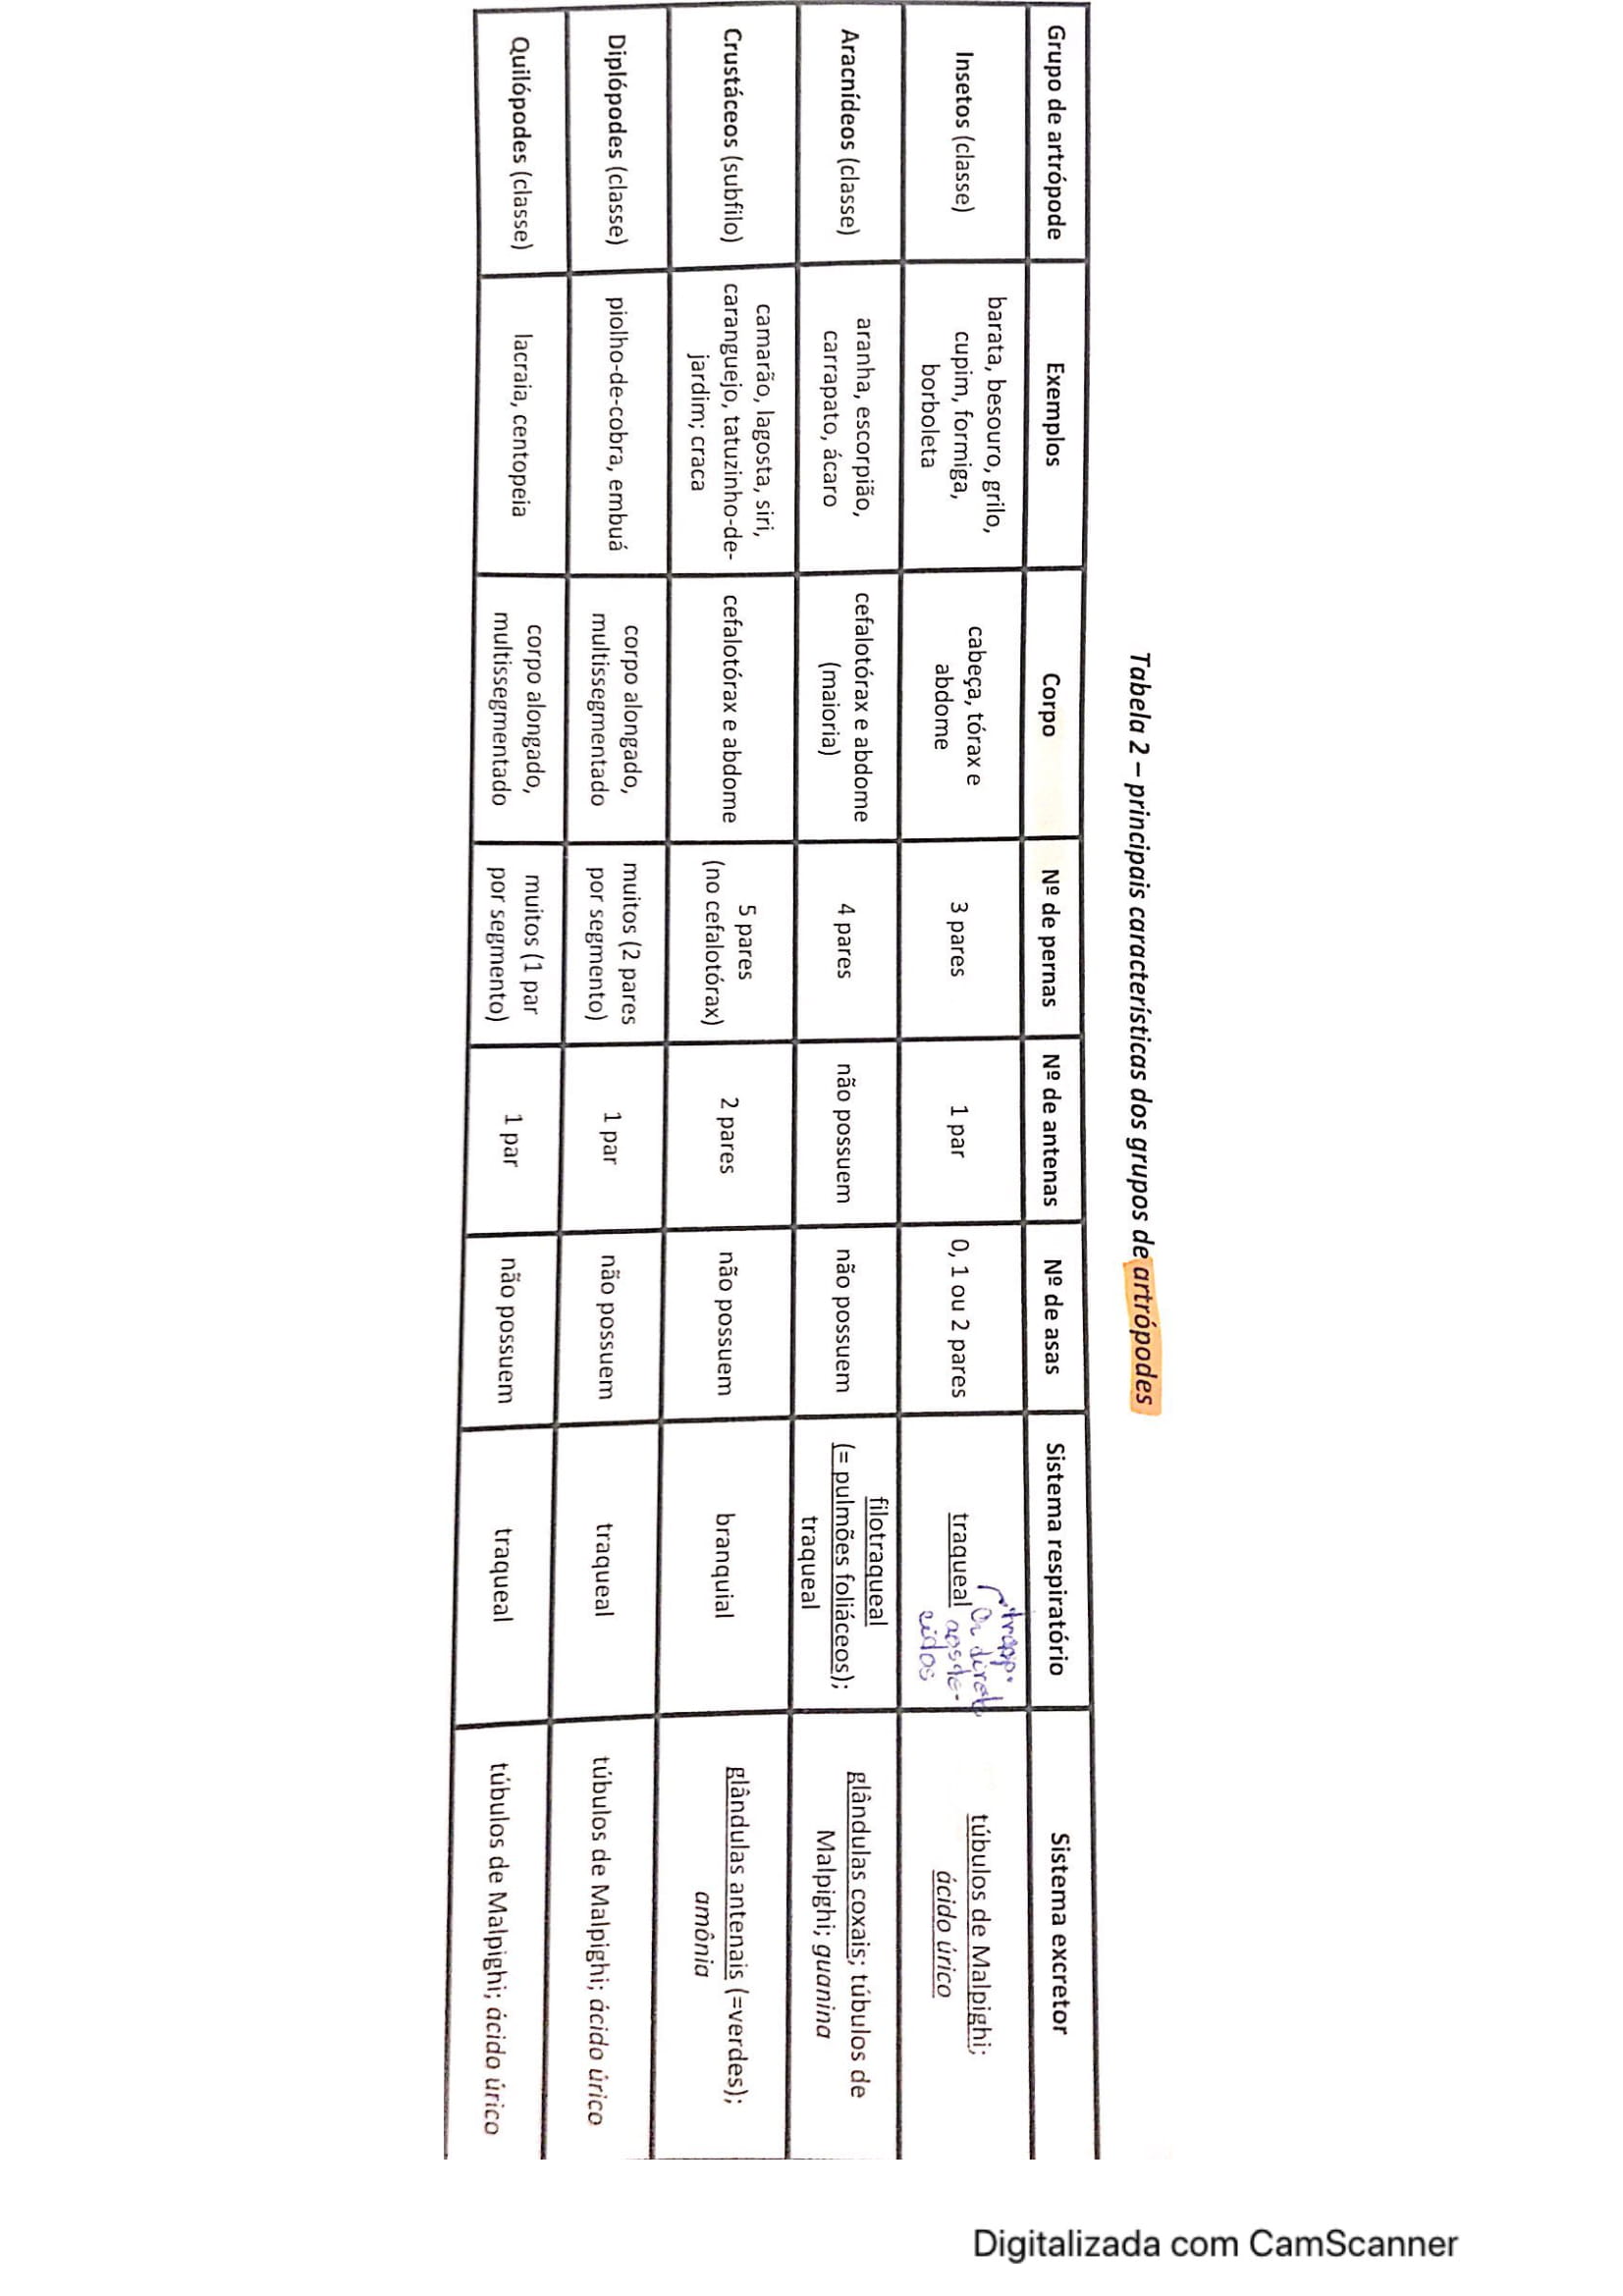 Tabela 2 – principais características dos grupos de artrópodes
Grupo de artrópode
Exemplos
Corpo
Nº de pernas
Nº de antenas
Nº de asas
Sistema respiratório
Sistema excretor
Insetos (classe)
barata, besouro, grilo,
cupim, formiga,
borboleta
cabeça, tórax e
abdome
3 pares
1 par
0, 1 ou 2 pares
traqueal
túbulos de Malpighi;
ácido úrico
Aracnídeos (classe)
aranha, escorpião,
carrapato, ácaro
cefalotórax e abdome
(maioria)
4 pares
não possuem
não possuem
filotraqueal
(= pulmões foliáceos);
traqueal
glândulas coxais; túbulos de
Malpighi; guanina
Crustáceos (subfilo)
camarão, lagosta, siri,
caranguejo, tatuzinho-de-
jardim; craca
cefalotórax e abdome
5 pares
(no cefalotórax)
2 pares
não possuem
branquial
glândulas antenais (=verdes);
amônia
Diplópodes (classe)
piolho-de-cobra, embuá
corpo alongado,
multissegmentado
muitos (2 pares
por segmento)
1 par
não possuem
traqueal
túbulos de Malpighi; ácido úrico
Quilópodes (classe)
lacraia, centopeia
corpo alongado,
multissegmentado
muitos (1 par
por segmento)
1 par
não possuem
traqueal
túbulos de Malpighi; ácido úrico
Digitalizada com CamScanner